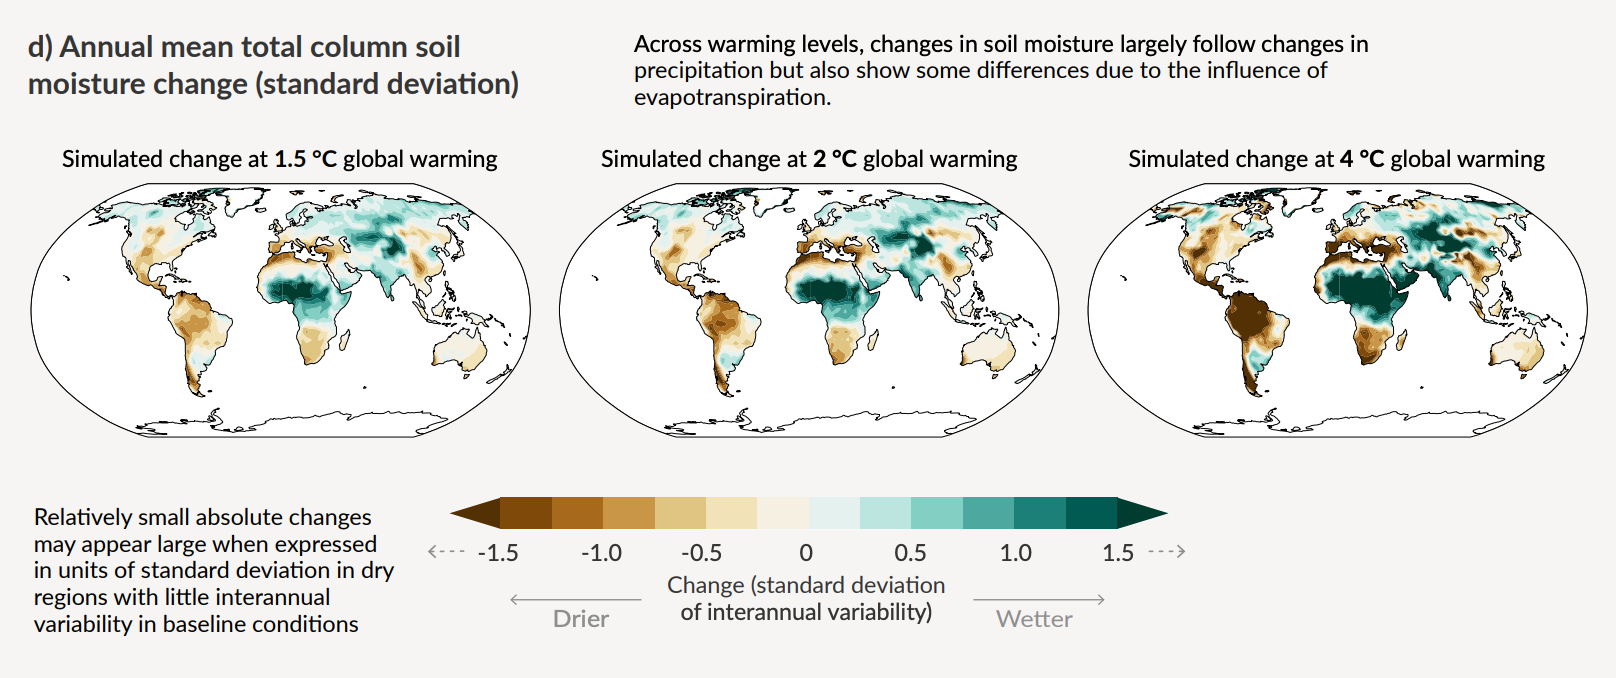 d) Annual mean total column soil
moisture change (standard deviation)
Across warming levels, changes in soil moisture largely follow changes in
precipitation but also show some differences due to the influence of
evapotranspiration.
Simulated change at 1.5 °C global warming
Simulated change at 2 °C global warming
Simulated change at 4 °C global warming
Relatively small absolute changes
may appear large when expressed
in units of standard deviation in dry
regions with little interannual
variability in baseline conditions
-1.5 -1.0 -0.5 0 0.5 1.0 1.5
Change (standard deviation
of interannual variability)
Drier
Wetter